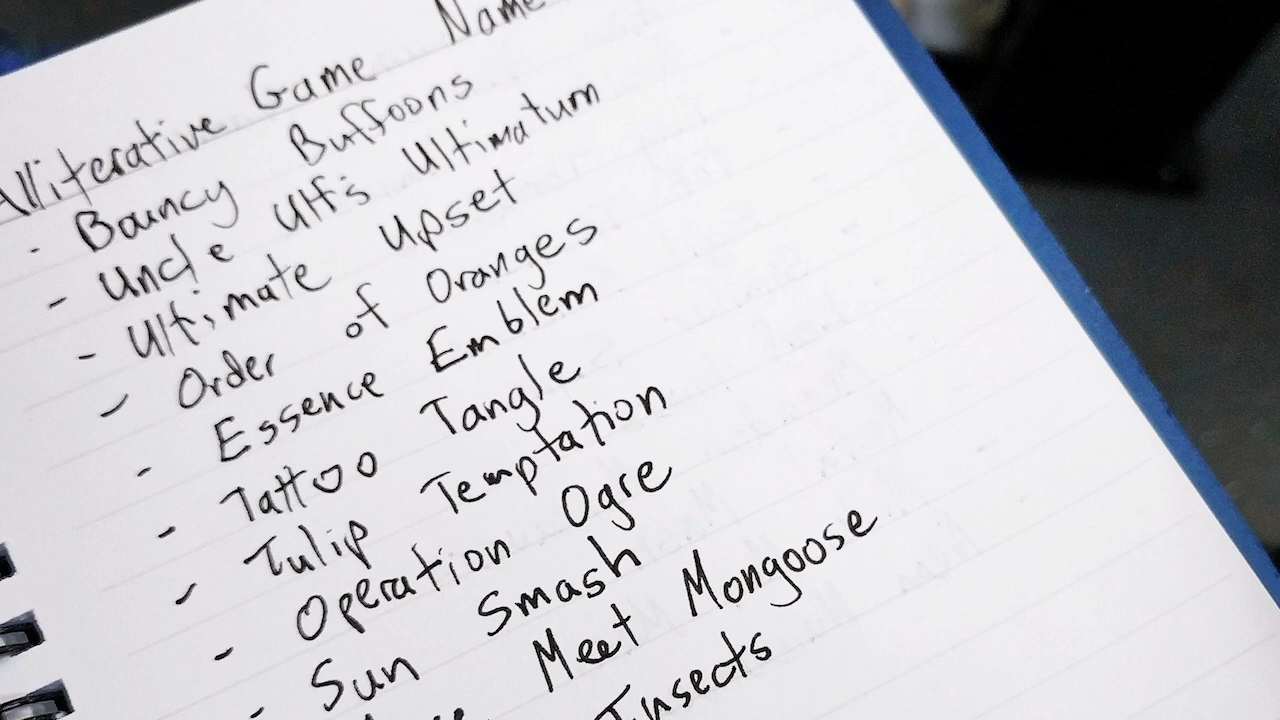 Alliterative Game Name
- Bouncy Buffoons
- Uncle Ulf's Ultimatum
- Ultimate Upset
- Order of Oranges
- Essence Emblem
- Tattoo Tangle
- Tulip Temptation
- Operation Ogre
- Sun Smash
Meet Mongoose
Insects